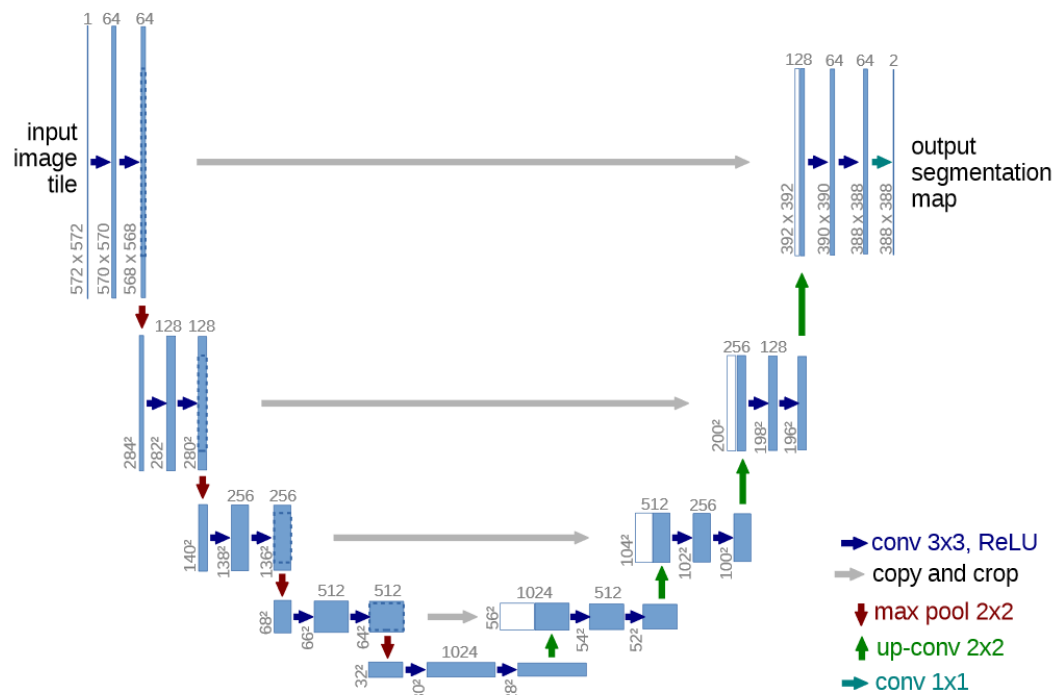 1 64 64
128 64 64 2
input
image
tile
output
segmentation
map
572 x 572
570 x 570
568 x 568
392 x 392
390 x 390
388 x 388
388 x 388
128 128
256 128
284²
282²
280²
200²
198²
196²
256 256
512 256
140²
138²
136²
104²
102²
100²
512 512
1024 512
68²
66²
64²
56²
54²
52²
1024
32²
conv 3x3, ReLU
copy and crop
max pool 2x2
up-conv 2x2
conv 1x1